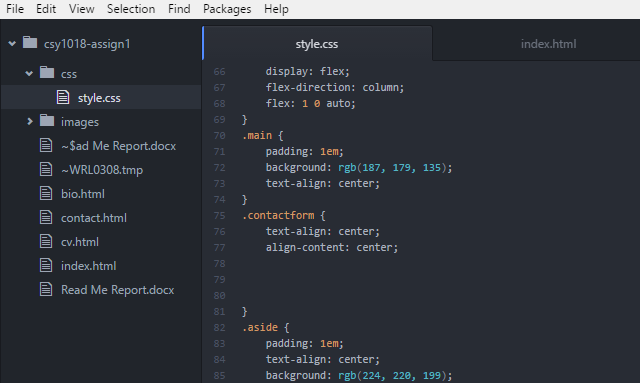 File Edit View Selection Find Packages Help
csy1018-assign1
css
style.css
images
~$ad Me Report.docx
~WRL0308.tmp
bio.html
contact.html
cv.html
index.html
Read Me Report.docx
style.css index.html
66 display: flex;
67 flex-direction: column;
68 flex: 1 0 auto;
69 }
70 .main {
71 padding: 1em;
72 background: rgb(187, 179, 135);
73 text-align: center;
74 }
75 .contactform {
76 text-align: center;
77 align-content: center;
78
79
80
81 }
82 .aside {
83 padding: 1em;
84 text-align: center;
85 background: rgb(224, 220, 199);